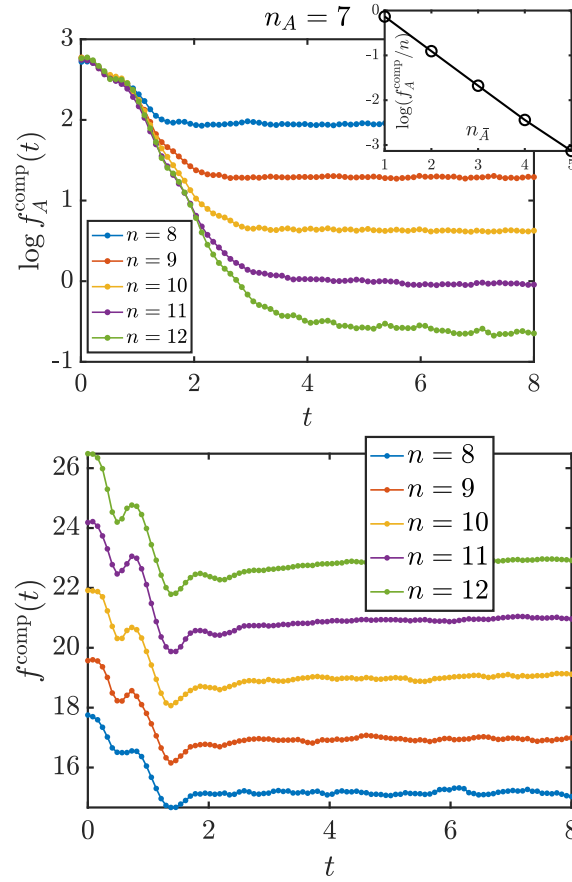 n_A = 7
log f_A^comp(t)
3
2
1
0
-1
0 2 4 6 8
t
n = 8
n = 9
n = 10
n = 11
n = 12
log(f_A^comp/n)
0
-1
-2
-3
1 2 3 4 5
n_Ā
f^comp(t)
26
24
22
20
18
16
0 2 4 6 8
t
n = 8
n = 9
n = 10
n = 11
n = 12